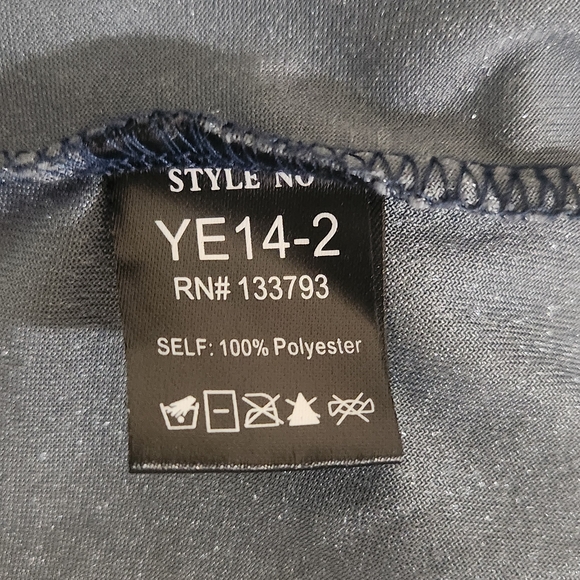 STYLE NO
YE14-2
RN# 133793
SELF: 100% Polyester